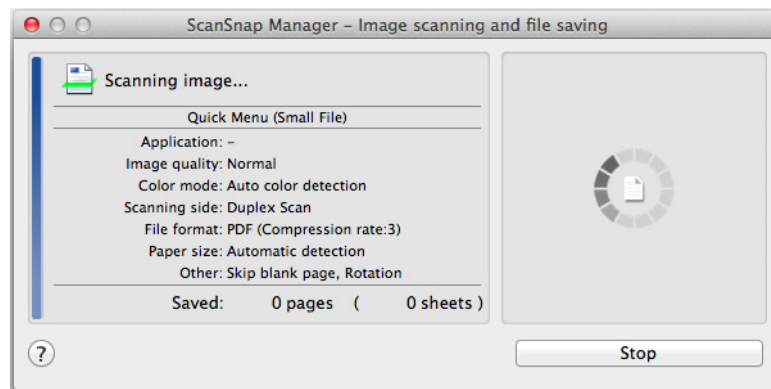 ScanSnap Manager – Image scanning and file saving
Scanning image...
Quick Menu (Small File)
Application: –
Image quality: Normal
Color mode: Auto color detection
Scanning side: Duplex Scan
File format: PDF (Compression rate:3)
Paper size: Automatic detection
Other: Skip blank page, Rotation
Saved: 0 pages ( 0 sheets )
? Stop